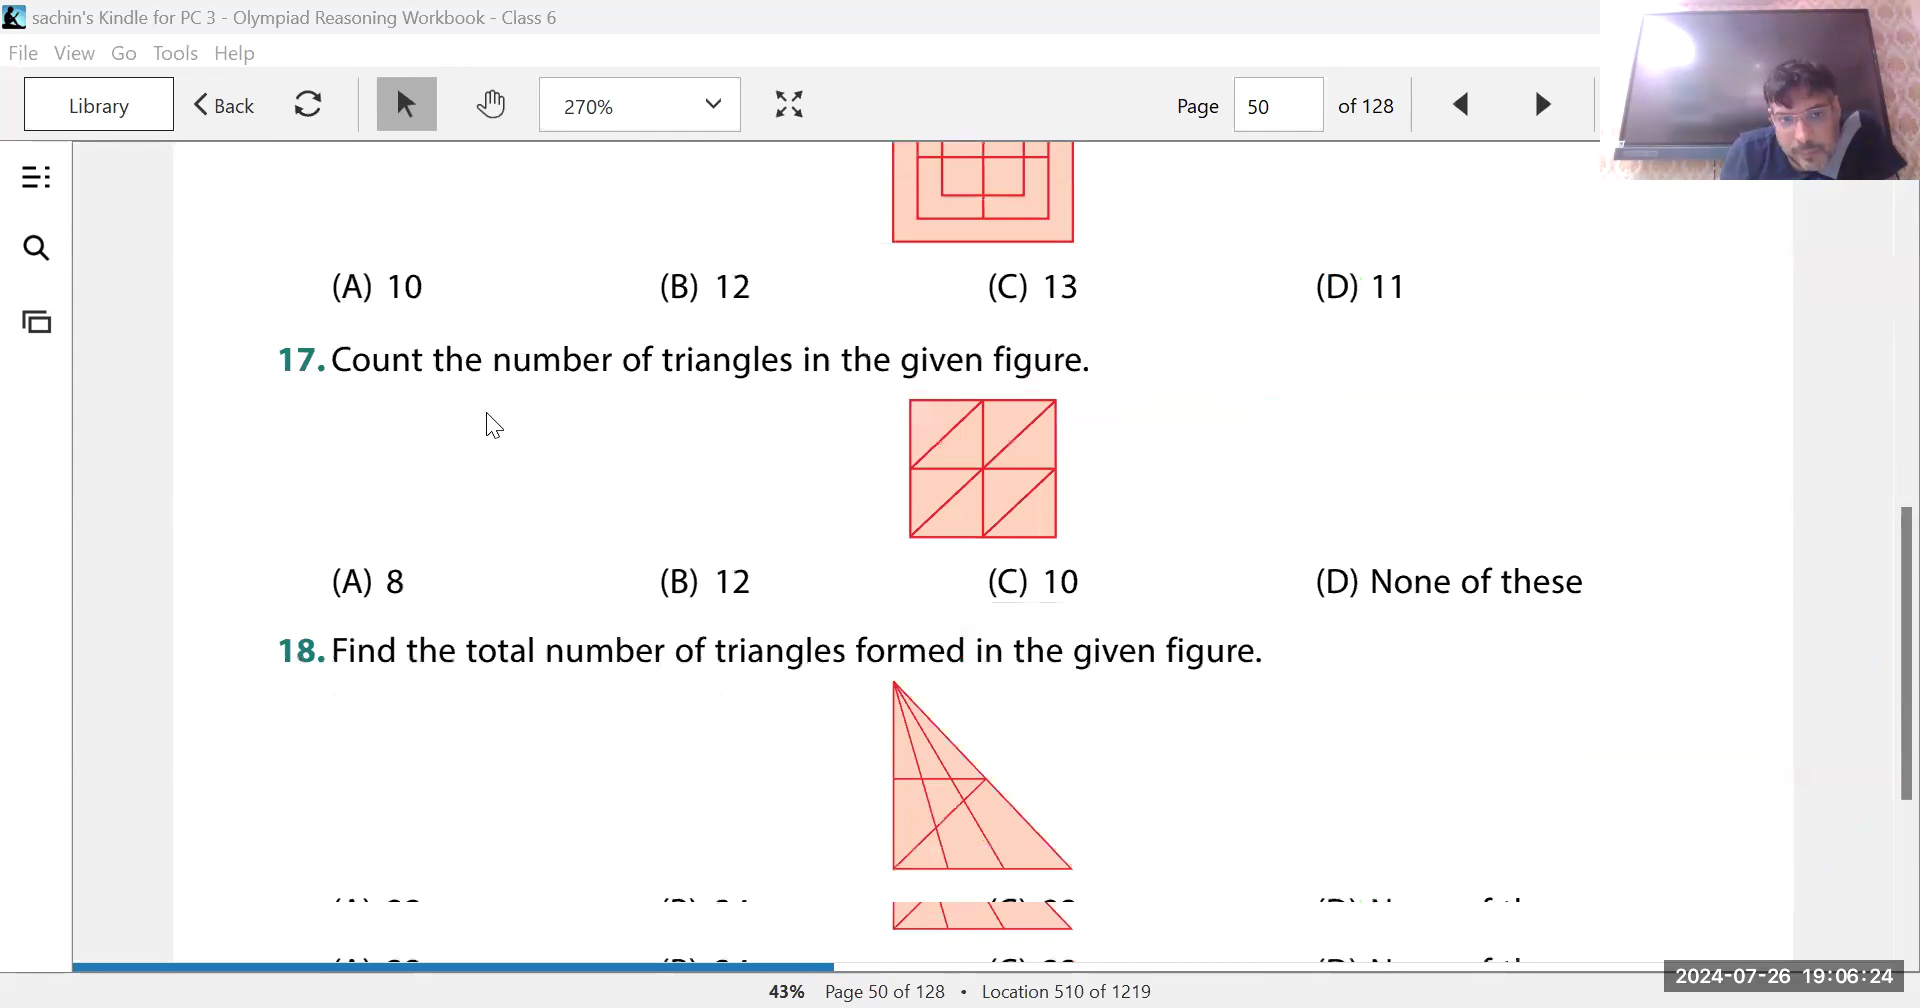 sachin's Kindle for PC 3 - Olympiad Reasoning Workbook - Class 6
File View Go Tools Help
Library Back 270% Page 50 of 128
(A) 10 (B) 12 (C) 13 (D) 11
17. Count the number of triangles in the given figure.
(A) 8 (B) 12 (C) 10 (D) None of these
18. Find the total number of triangles formed in the given figure.
2024-07-26 19:06:24
43% Page 50 of 128 • Location 510 of 1219